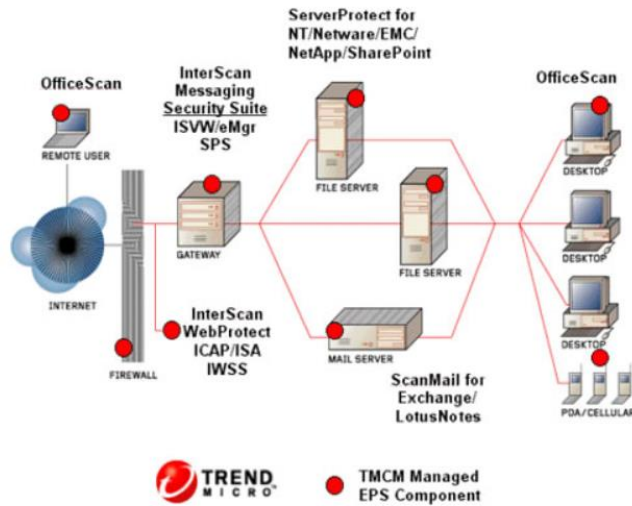 ServerProtect for
NT/Netware/EMC/
NetApp/SharePoint
OfficeScan
InterScan
Messaging
Security Suite
ISVW/eMgr
SPS
OfficeScan
REMOTE USER
FILE SERVER
DESKTOP
GATEWAY
FILE SERVER
DESKTOP
INTERNET
InterScan
WebProtect
ICAP/ISA
IWSS
MAIL SERVER
DESKTOP
FIREWALL
ScanMail for
Exchange/
LotusNotes
PDA/CELLULAR
TREND
MICRO™
TMCM Managed
EPS Component